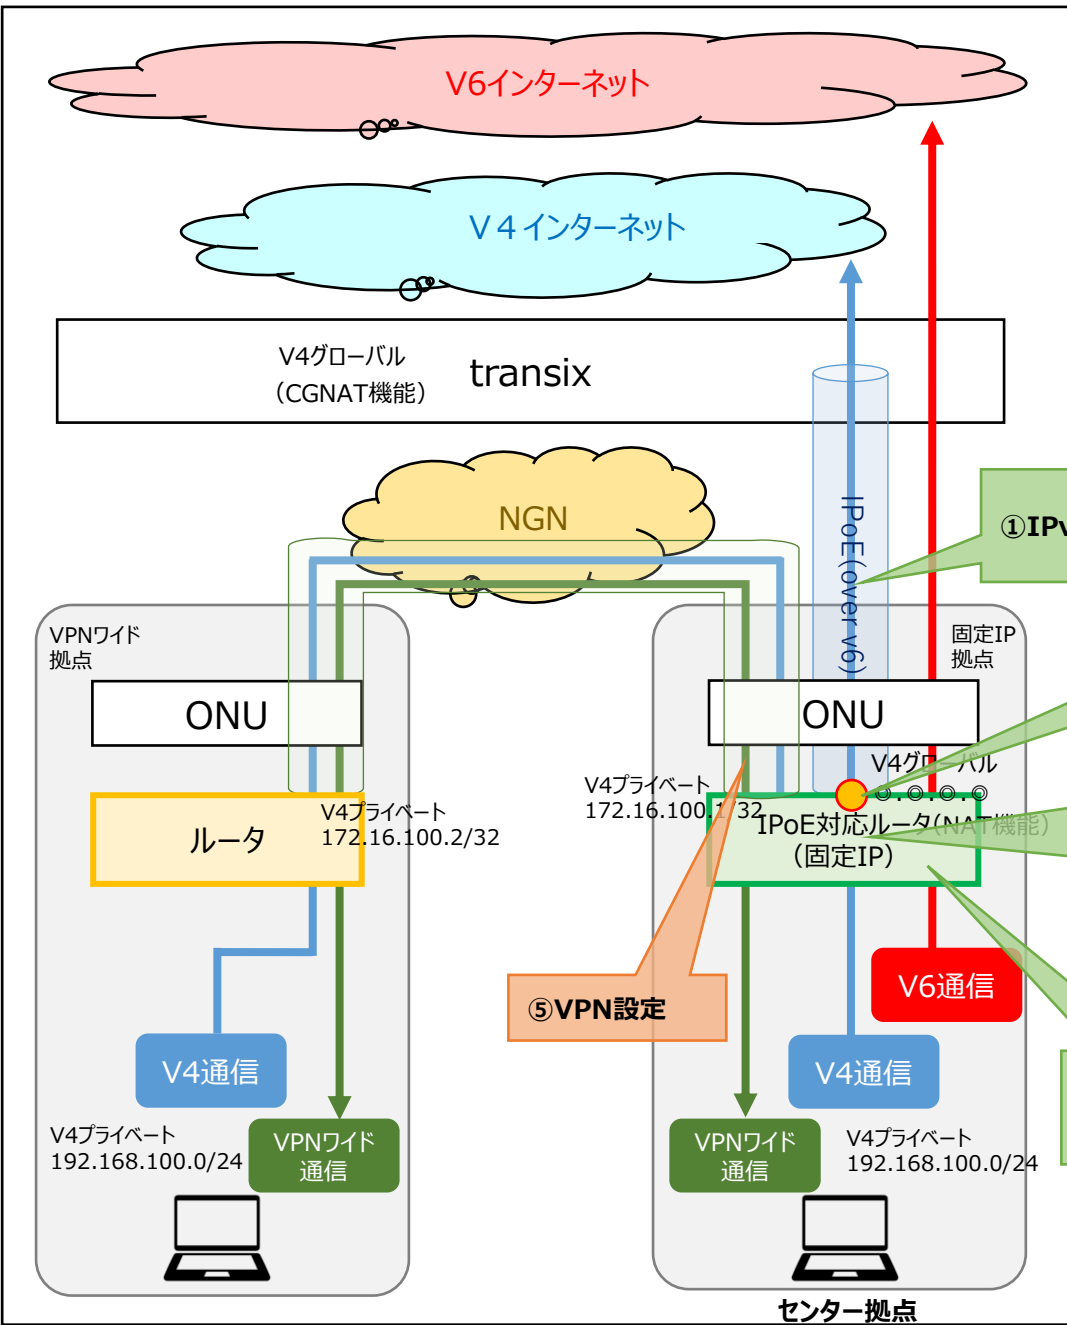 V6インターネット
V４インターネット
V4グローバル
（CGNAT機能）
transix
NGN
IPoE(over v6)
①IPv
VPNワイド
拠点
固定IP
拠点
ONU
ONU
V4グローバル
◎.◎.◎.◎
V4プライベート
172.16.100.2/32
V4プライベート
172.16.100.1/32
ルータ
IPoE対応ルータ(NAT機能)
（固定IP）
⑤VPN設定
V6通信
V4通信
V4通信
V4プライベート
192.168.100.0/24
VPNワイド
通信
VPNワイド
通信
V4プライベート
192.168.100.0/24
センター拠点